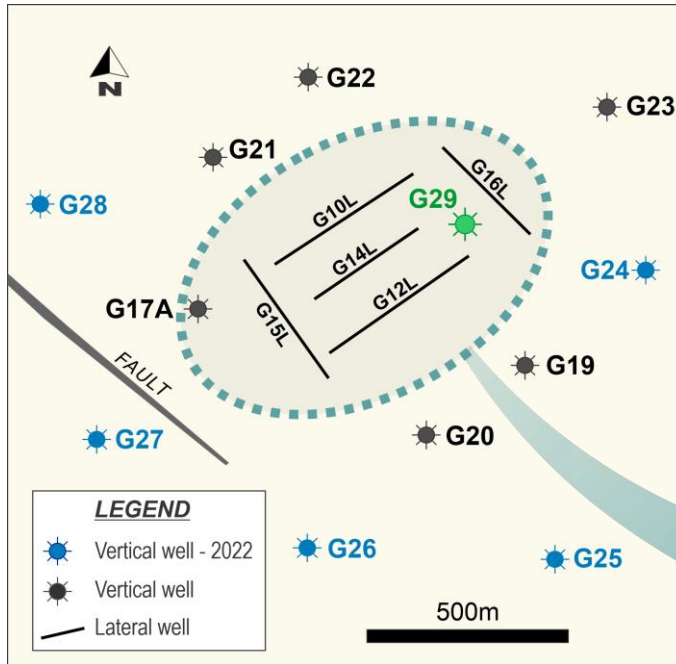 G22
G23
N
G21
G16L
G28
G10L
G29
G14L
G24
G12L
G17A
G15L
FAULT
G19
G27
G20
LEGEND
Vertical well - 2022
G26
G25
Vertical well
500m
Lateral well